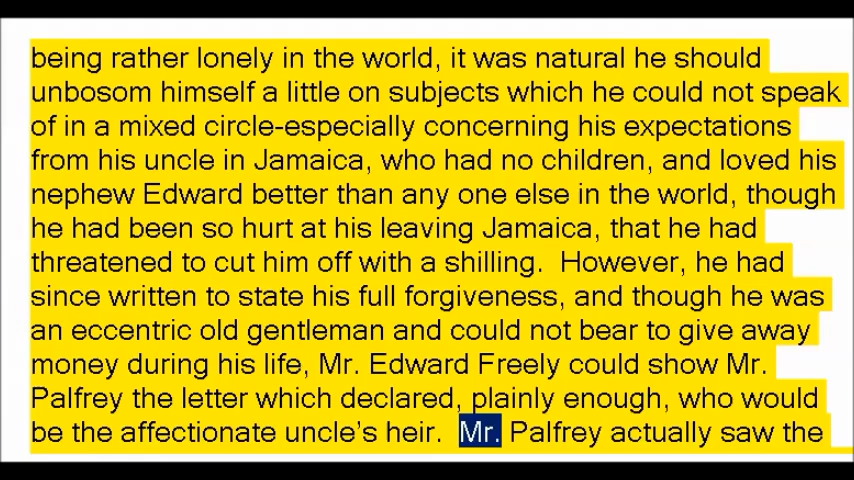 being rather lonely in the world, it was natural he should
unbosom himself a little on subjects which he could not speak
of in a mixed circle-especially concerning his expectations
from his uncle in Jamaica, who had no children, and loved his
nephew Edward better than any one else in the world, though
he had been so hurt at his leaving Jamaica, that he had
threatened to cut him off with a shilling.  However, he had
since written to state his full forgiveness, and though he was
an eccentric old gentleman and could not bear to give away
money during his life, Mr. Edward Freely could show Mr.
Palfrey the letter which declared, plainly enough, who would
be the affectionate uncle's heir.  Mr. Palfrey actually saw the